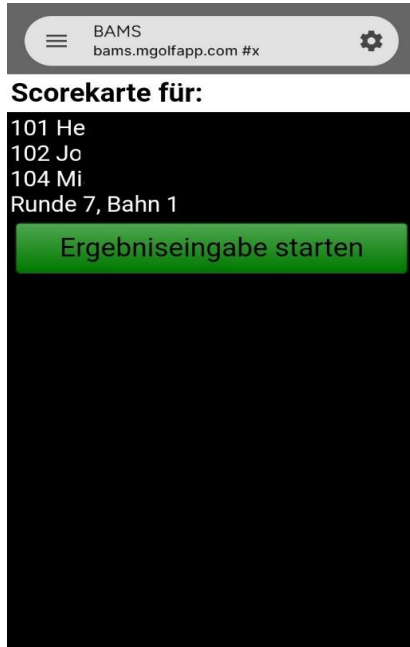 BAMS
bams.mgolfapp.com #x
Scorekarte für:
101 He
102 Jo
104 Mi
Runde 7, Bahn 1
Ergebniseingabe starten